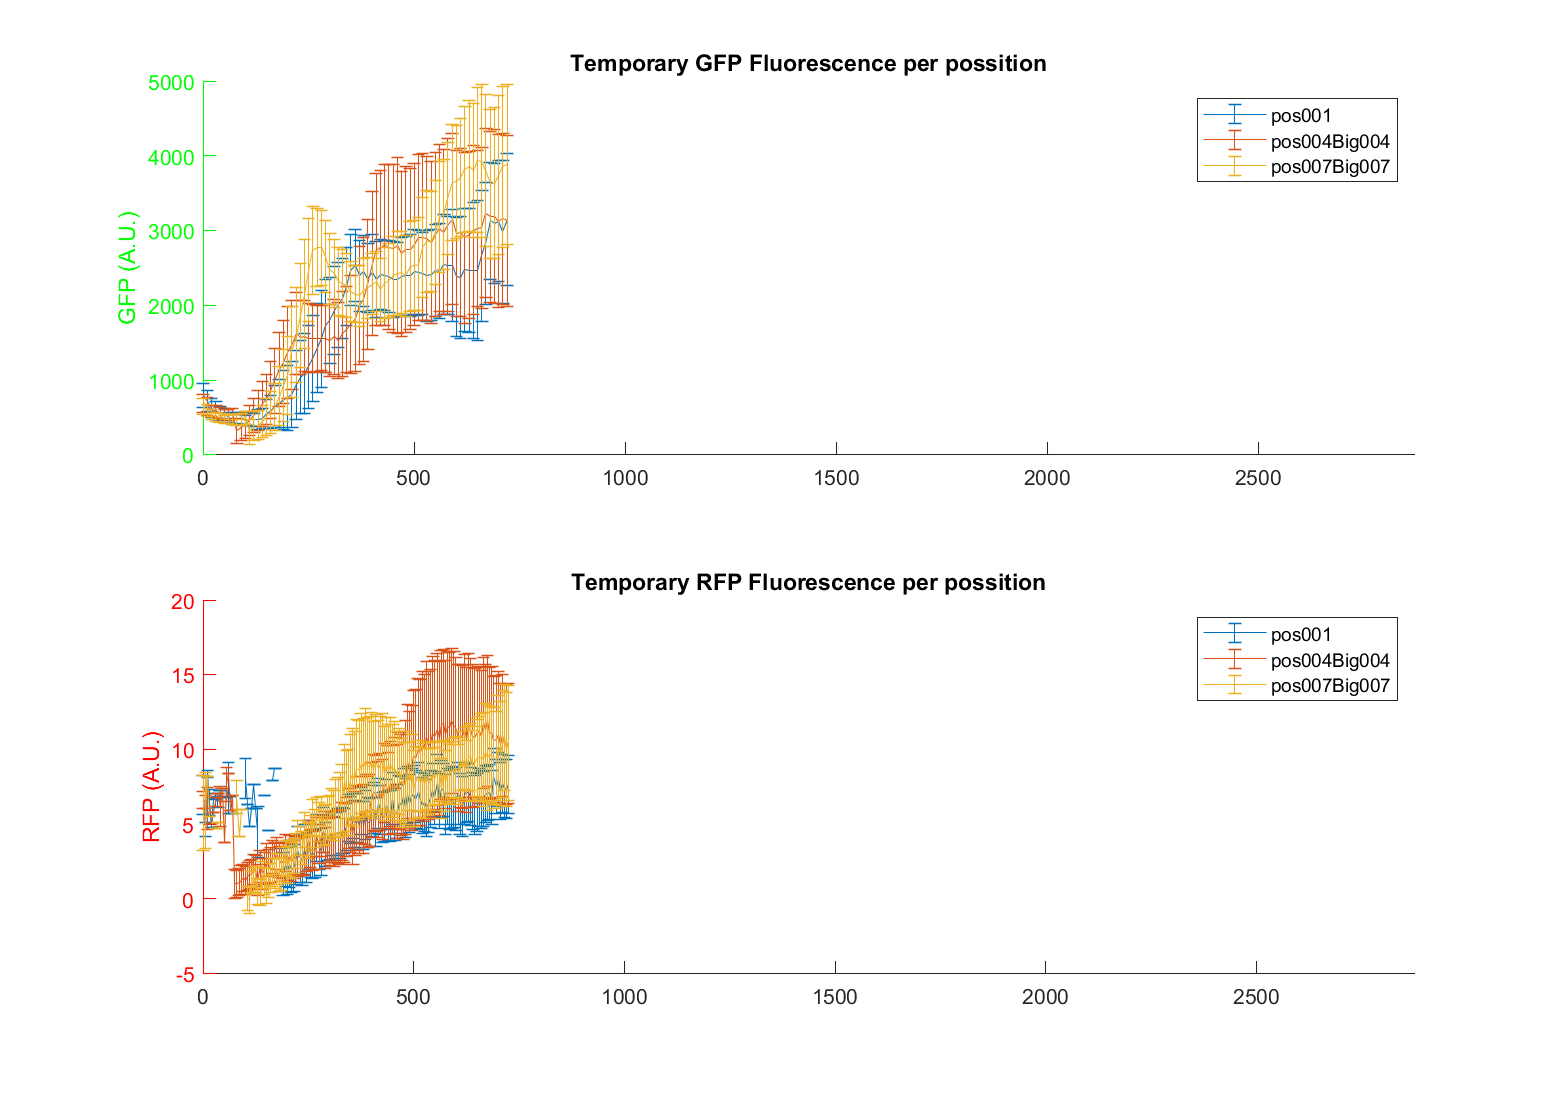 Temporary GFP Fluorescence per possition
GFP (A.U.)
5000
4000
3000
2000
1000
0
0 500 1000 1500 2000 2500
pos001
pos004Big004
pos007Big007
Temporary RFP Fluorescence per possition
RFP (A.U.)
20
15
10
5
0
-5
0 500 1000 1500 2000 2500
pos001
pos004Big004
pos007Big007